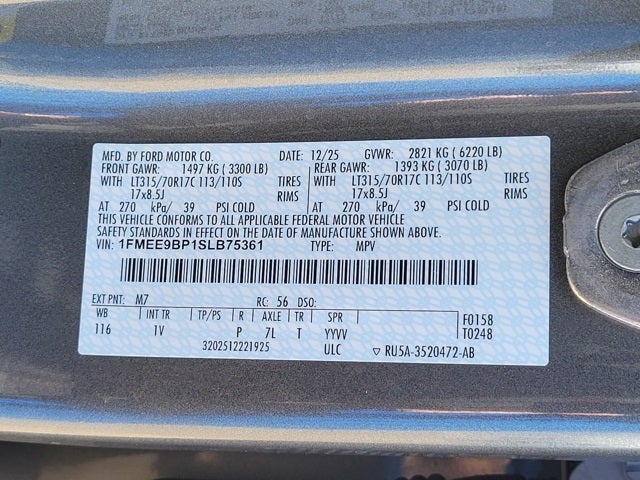 MFD. BY FORD MOTOR CO. DATE: 12/25 GVWR: 2821 KG ( 6220 LB)
FRONT GAWR: 1497 KG ( 3300 LB) REAR GAWR: 1393 KG ( 3070 LB)
WITH LT315/70R17C 113/110S TIRES WITH LT315/70R17C 113/110S TIRES
17x8.5J RIMS 17x8.5J RIMS
AT 270 kPa/ 39 PSI COLD AT 270 kPa/ 39 PSI COLD
THIS VEHICLE CONFORMS TO ALL APPLICABLE FEDERAL MOTOR VEHICLE
SAFETY STANDARDS IN EFFECT ON THE DATE OF MANUFACTURE SHOWN ABOVE.
VIN: 1FMEE9BP1SLB75361 TYPE: MPV
EXT PNT: M7 RC: 56 DSO:
WB INT TR TP/PS R AXLE TR SPR F0158
116 1V P 7L T YYVV T0248
3202512221925 ULC ▽ RU5A-3520472-AB